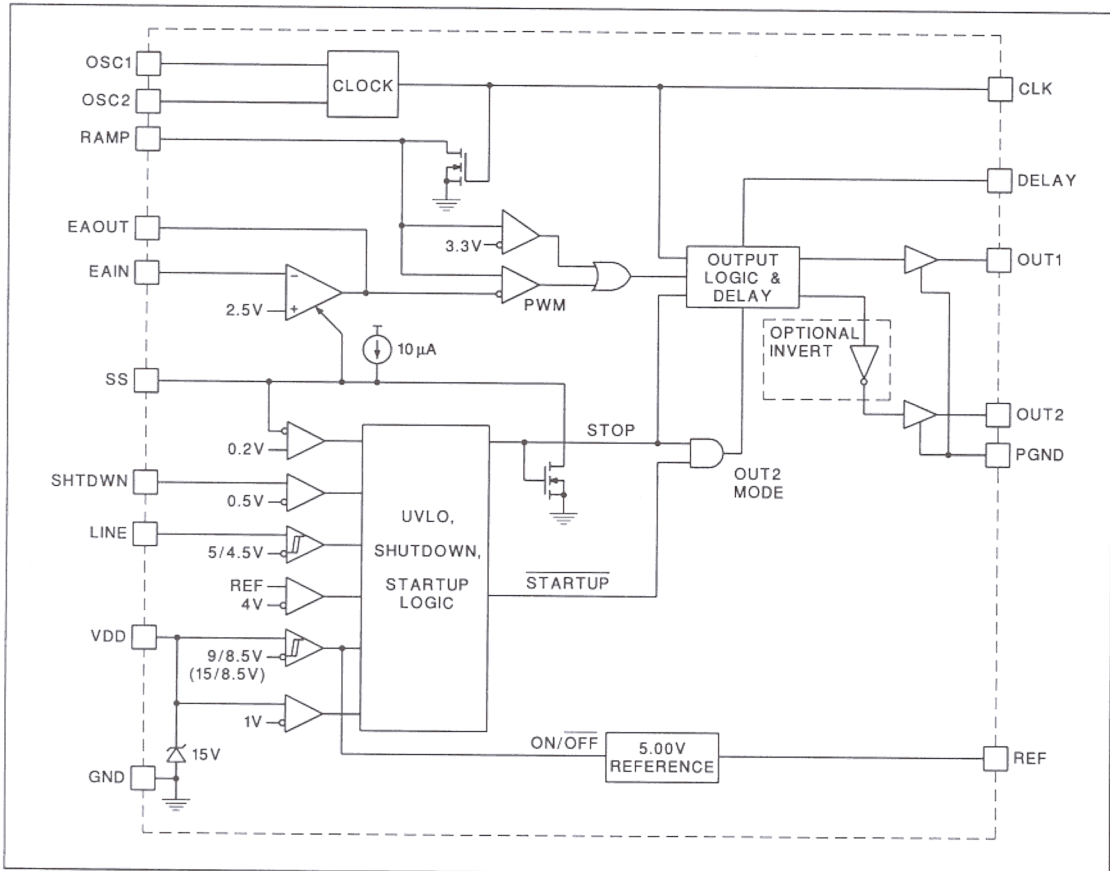 OSC1
OSC2
RAMP
EAOUT
EAIN
SS
SHTDWN
LINE
VDD
GND
CLOCK
3.3V
PWM
2.5V
−
+
10 μA
0.2V
0.5V
5/4.5V
REF
4V
9/8.5V
(15/8.5V)
1V
15V
UVLO,
SHUTDOWN,
STARTUP
LOGIC
STOP
STARTUP
ON/OFF
5.00V
REFERENCE
OUTPUT
LOGIC &
DELAY
OPTIONAL
INVERT
OUT2
MODE
CLK
DELAY
OUT1
OUT2
PGND
REF